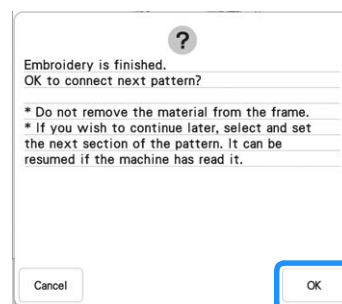 ?
Embroidery is finished.
OK to connect next pattern?
* Do not remove the material from the frame.
* If you wish to continue later, select and set
the next section of the pattern. It can be
resumed if the machine has read it.
Cancel
OK